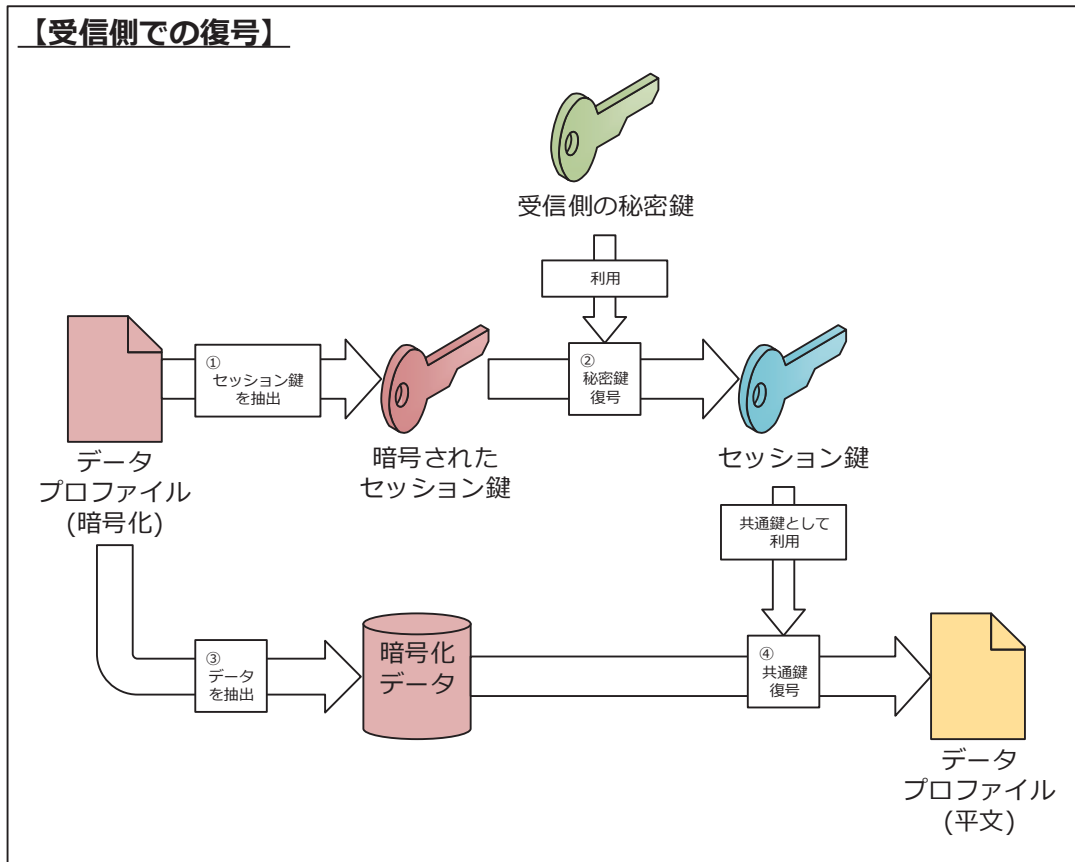 【受信側での復号】
受信側の秘密鍵
利用
①
セッション鍵
を抽出
②
秘密鍵
復号
データ
プロファイル
(暗号化)
暗号された
セッション鍵
セッション鍵
共通鍵として
利用
③
データ
を抽出
暗号化
データ
④
共通鍵
復号
データ
プロファイル
(平文)